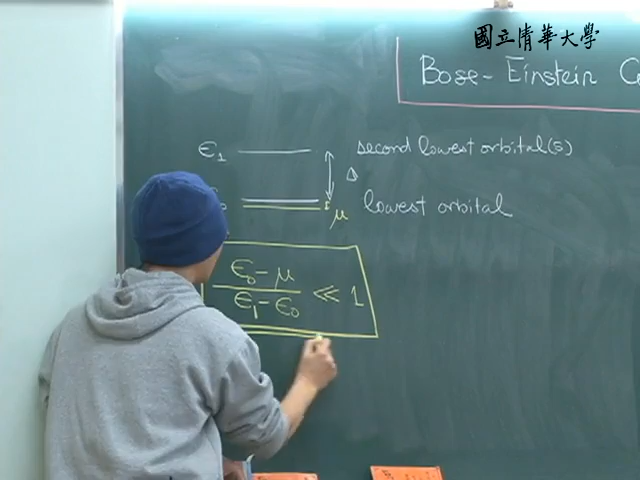 國立清華大學
Bose-Einstein
ϵ₁ second lowest orbital(s)
Δ
μ lowest orbital
ϵ₀-μ
ϵ₁-ϵ₀ ≪ 1